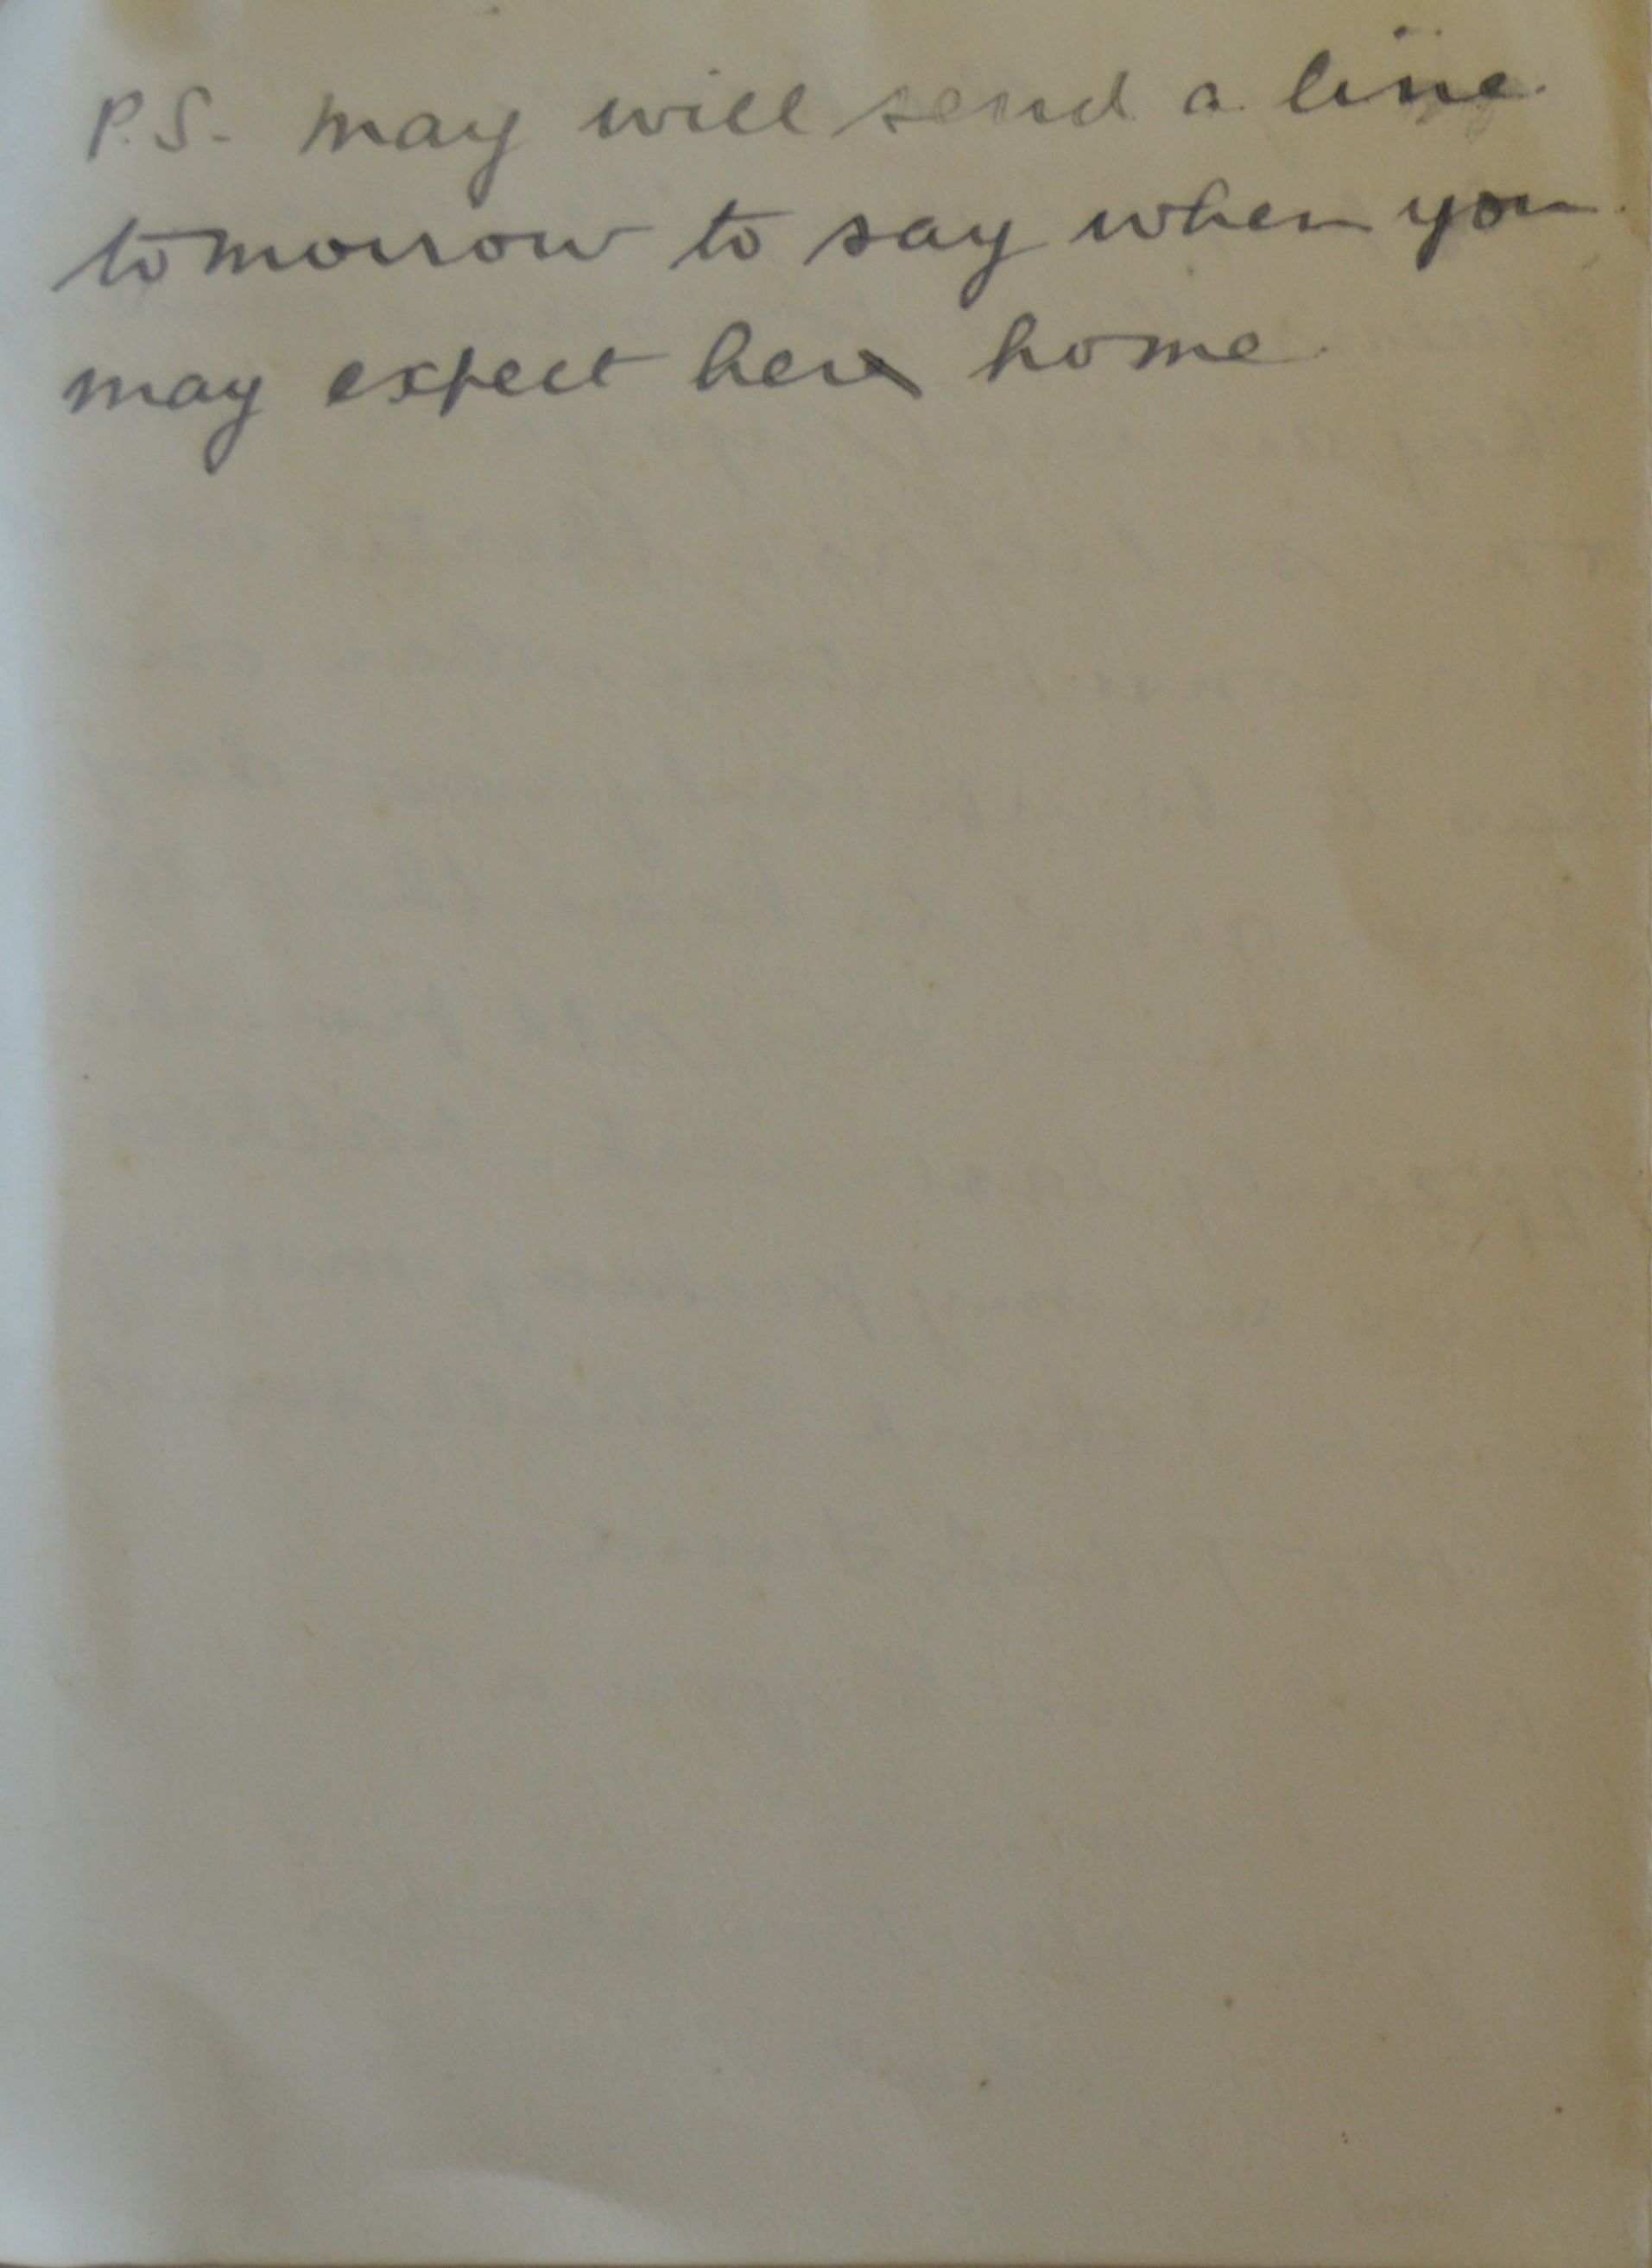 P.S. May will send a line
tomorrow to say when you
may expect her home.